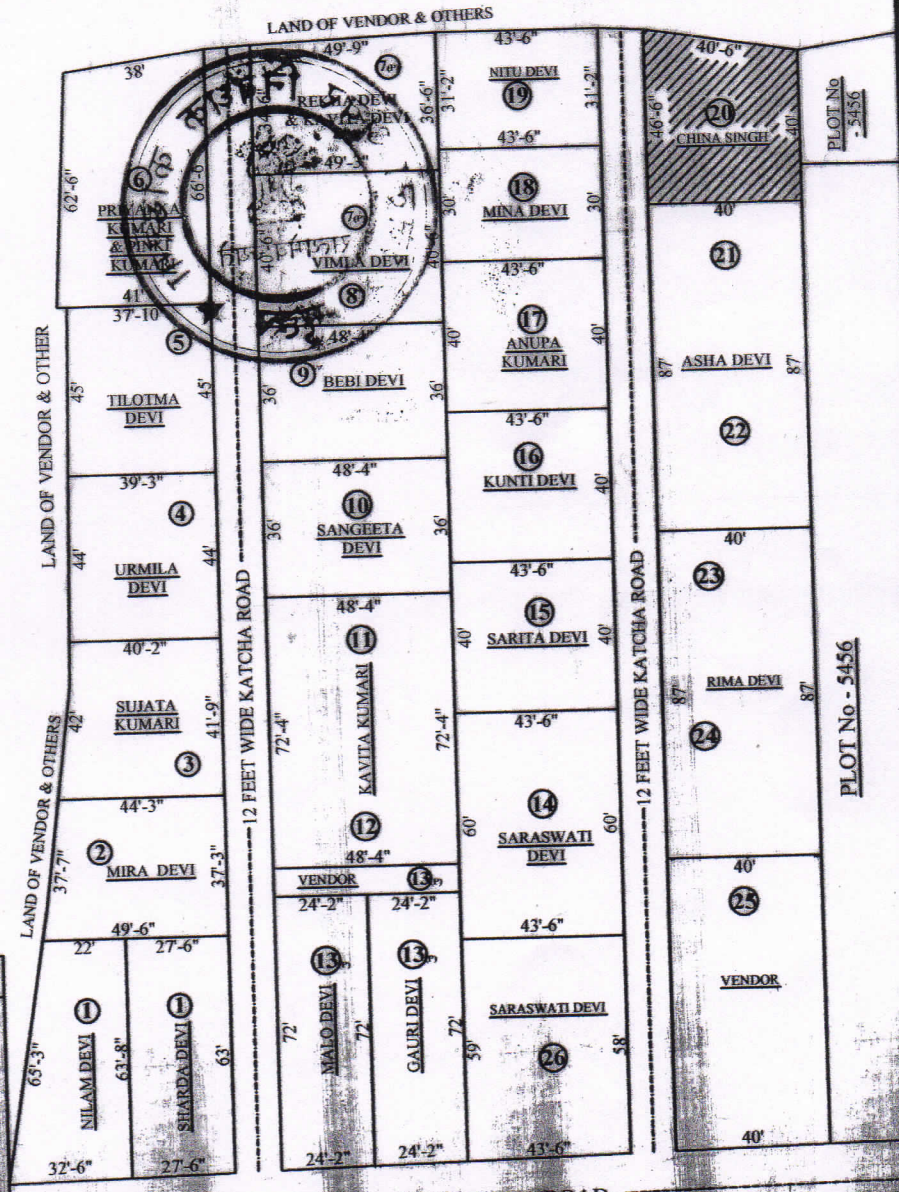 LAND OF VENDOR & OTHERS
38'
62'-6"
6
PRIYANKA
KUMARI
& PINKI
KUMARI
66'-6"
41'
LAND OF VENDOR & OTHER
37'-10"
5
45'
TILOTMA
DEVI
45'
39'-3"
4
44'
URMILA
DEVI
44'
40'-2"
42'
SUJATA
KUMARI
41'-9"
3
LAND OF VENDOR & OTHERS
44'-3"
2
37'-7"
MIRA DEVI
37'-3"
49'-6"
22'
27'-6"
65'-3"
NILAM DEVI
1
63'-8"
SHARDA DEVI
1
63'
32'-6"
27'-6"
12 FEET WIDE KATCHA ROAD
49'-9"
REKHA DEVI
& KAVITA DEVI
36'-6"
49'-3"
40'-6"
VIMLA DEVI
40'-6"
8
9
BEBI DEVI
36'
36'
48'-4"
10
36'
SANGEETA
DEVI
36'
48'-4"
11
72'-4"
KAVITA KUMARI
72'-4"
12
48'-4"
VENDOR
13
24'-2"
24'-2"
13
MALO DEVI
72'
72'
13
GAURI DEVI
72'
24'-2"
24'-2"
43'-6"
NITU DEVI
31'-2"
19
31'-2"
43'-6"
18
30'
MINA DEVI
30'
43'-6"
17
40'
ANUPA
KUMARI
40'
43'-6"
16
KUNTI DEVI
40'
43'-6"
15
40'
SARITA DEVI
40'
43'-6"
14
60'
SARASWATI
DEVI
60'
43'-6"
SARASWATI DEVI
59'
26
58'
43'-6"
12 FEET WIDE KATCHA ROAD
40'-6"
46'-6"
20
CHINA SINGH
40'
40'
21
87'
ASHA DEVI
87'
22
40'
23
87'
RIMA DEVI
87'
24
40'
25
VENDOR
40'
PLOT No
- 5456
PLOT No - 5456
ROAD